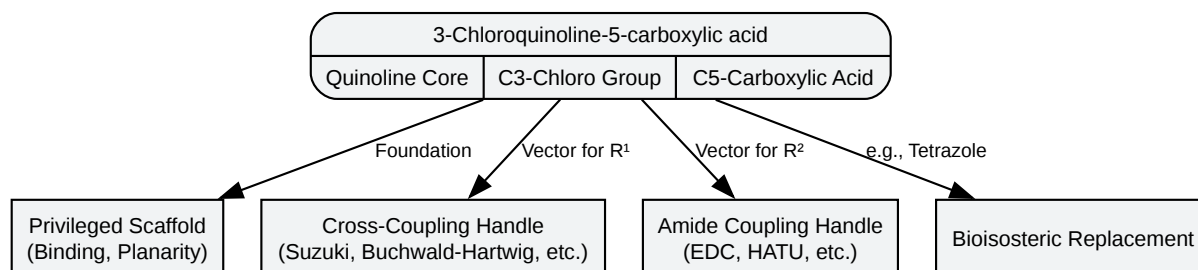 3-Chloroquinoline-5-carboxylic acid
Quinoline Core
C3-Chloro Group
C5-Carboxylic Acid
Foundation
Vector for R¹
Vector for R²
e.g., Tetrazole
Privileged Scaffold
(Binding, Planarity)
Cross-Coupling Handle
(Suzuki, Buchwald-Hartwig, etc.)
Amide Coupling Handle
(EDC, HATU, etc.)
Bioisosteric Replacement